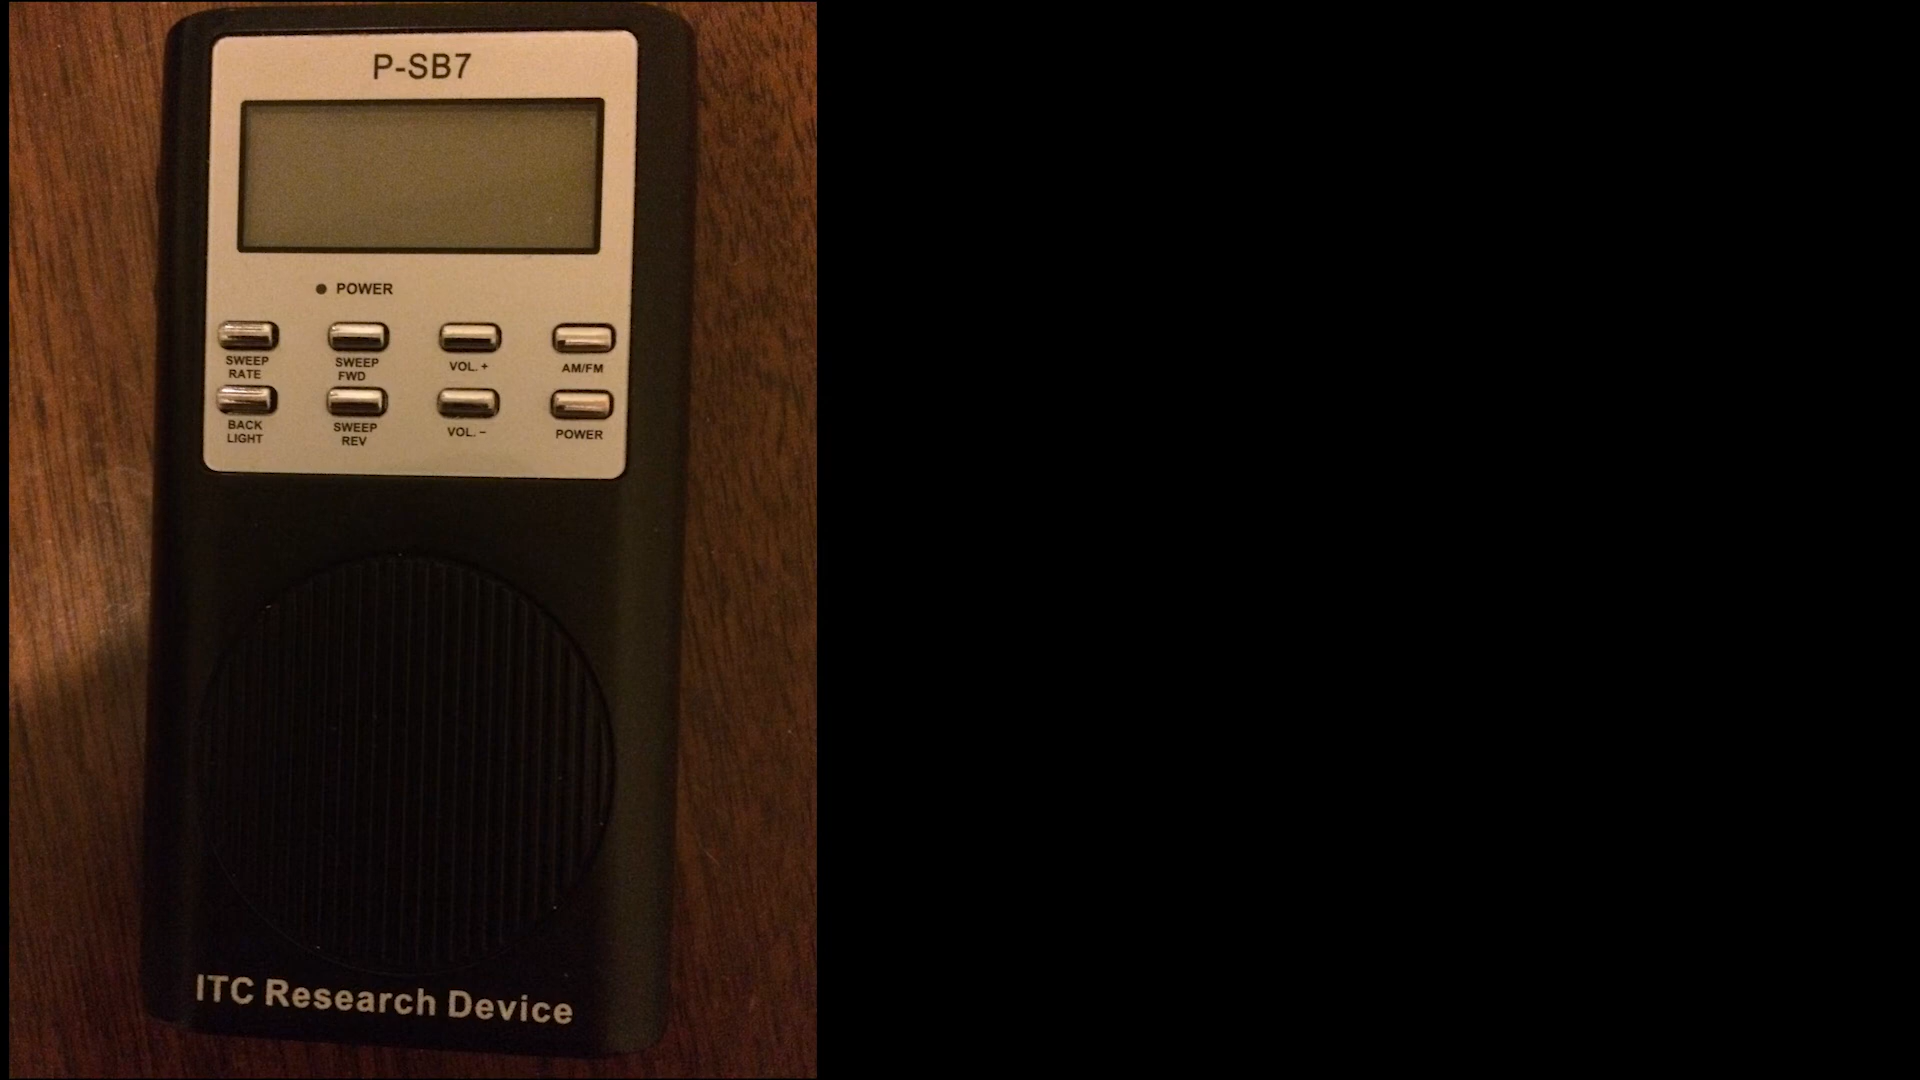 P-SB7
● POWER
SWEEP RATE
SWEEP FWD
VOL. +
AM/FM
BACK LIGHT
SWEEP REV
VOL. −
POWER
ITC Research Device